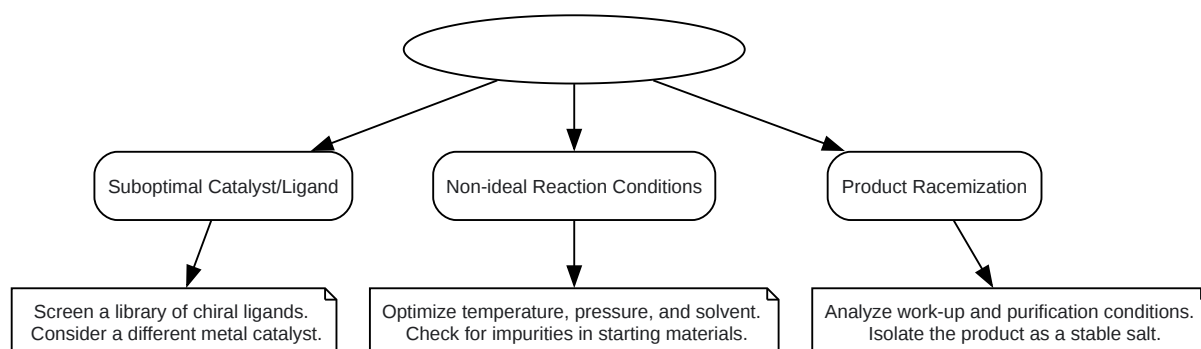 Suboptimal Catalyst/Ligand
Non-ideal Reaction Conditions
Product Racemization
Screen a library of chiral ligands.
Consider a different metal catalyst.
Optimize temperature, pressure, and solvent.
Check for impurities in starting materials.
Analyze work-up and purification conditions.
Isolate the product as a stable salt.